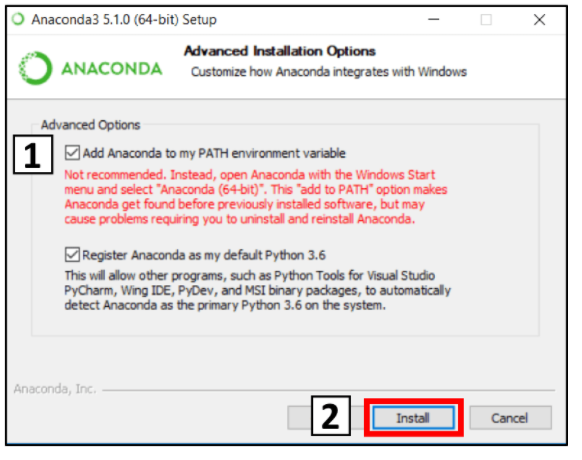 Anaconda3 5.1.0 (64-bit) Setup
ANACONDA
Advanced Installation Options
Customize how Anaconda integrates with Windows
Advanced Options
1
Add Anaconda to my PATH environment variable
Not recommended. Instead, open Anaconda with the Windows Start
menu and select "Anaconda (64-bit)". This "add to PATH" option makes
Anaconda get found before previously installed software, but may
cause problems requiring you to uninstall and reinstall Anaconda.
Register Anaconda as my default Python 3.6
This will allow other programs, such as Python Tools for Visual Studio
PyCharm, Wing IDE, PyDev, and MSI binary packages, to automatically
detect Anaconda as the primary Python 3.6 on the system.
Anaconda, Inc.
2
Install
Cancel